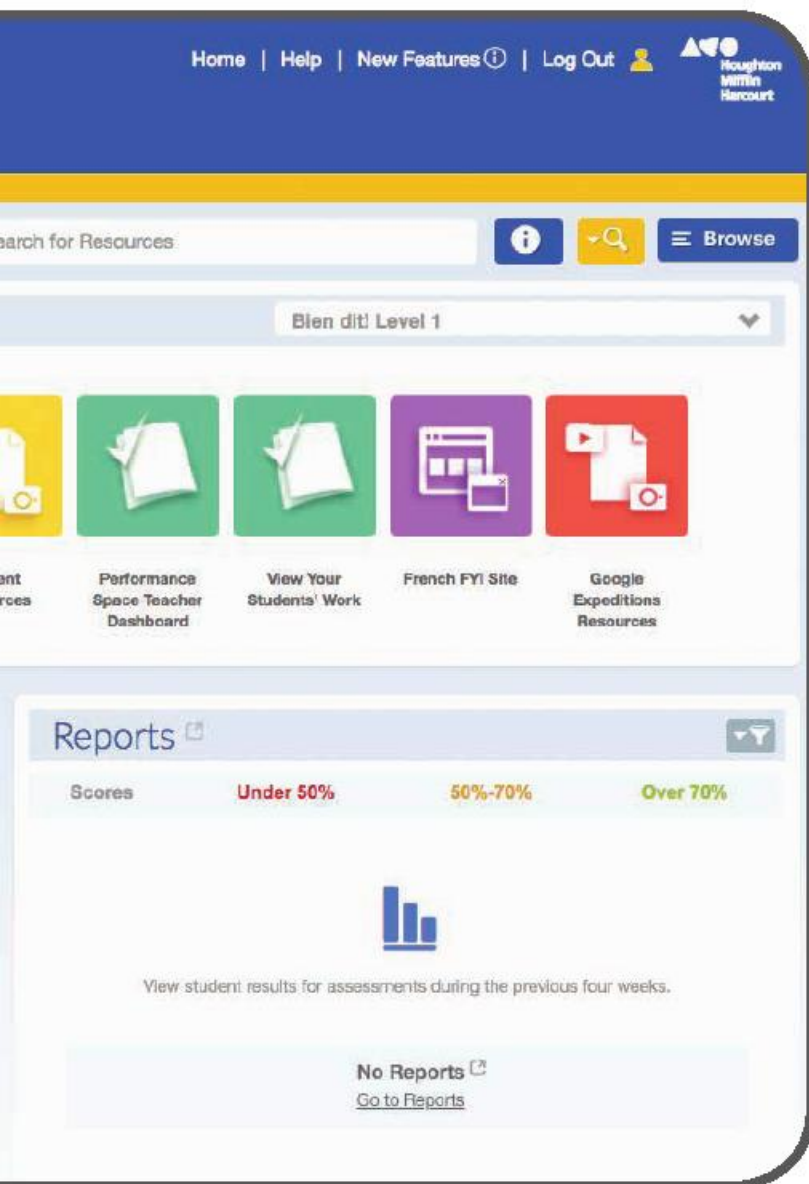 Home | Help | New Features | Log Out
Houghton
Mifflin
Harcourt
earch for Resources
Browse
Bien dit! Level 1
ent
rces
Performance
Space Teacher
Dashboard
View Your
Students' Work
French FYI Site
Google
Expeditions
Resources
Reports
Scores Under 50% 50%-70% Over 70%
View student results for assessments during the previous four weeks.
No Reports
Go to Reports